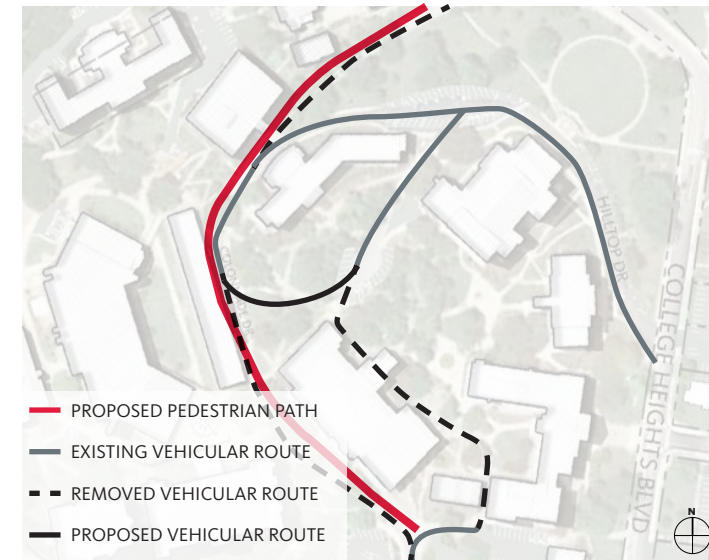 HILLTOP DR
COLLEGE HEIGHTS BLVD
PROPOSED PEDESTRIAN PATH
EXISTING VEHICULAR ROUTE
REMOVED VEHICULAR ROUTE
PROPOSED VEHICULAR ROUTE
N